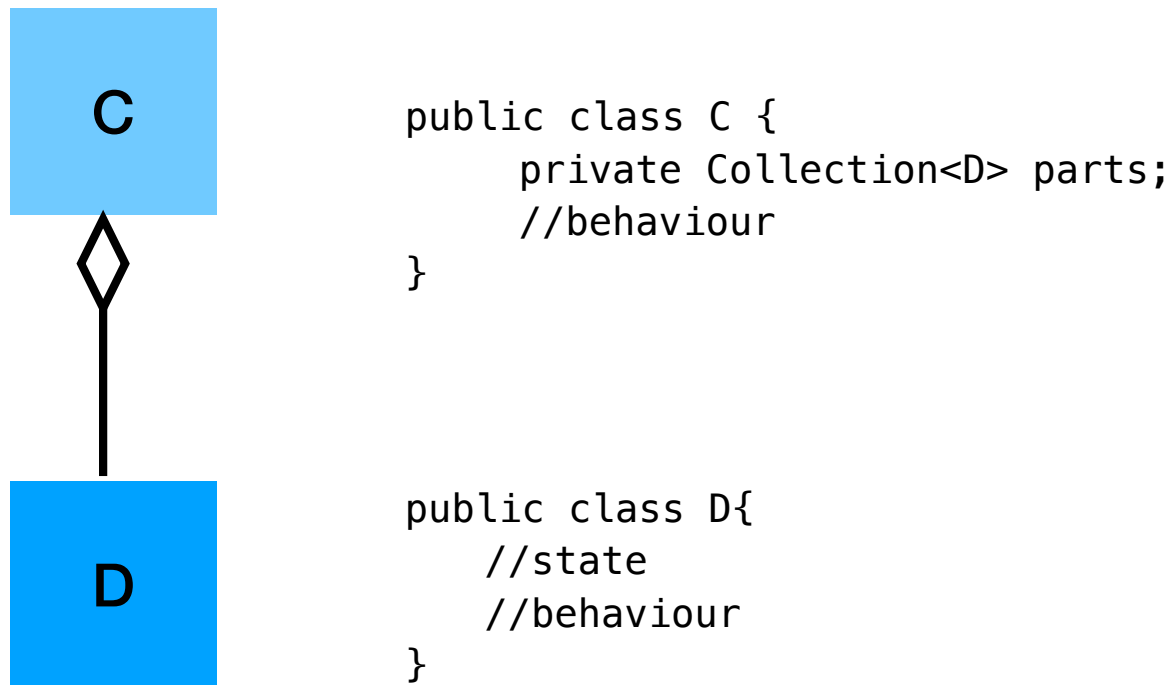 C
public class C {
private Collection<D> parts;
//behaviour
}
D
public class D{
//state
//behaviour
}